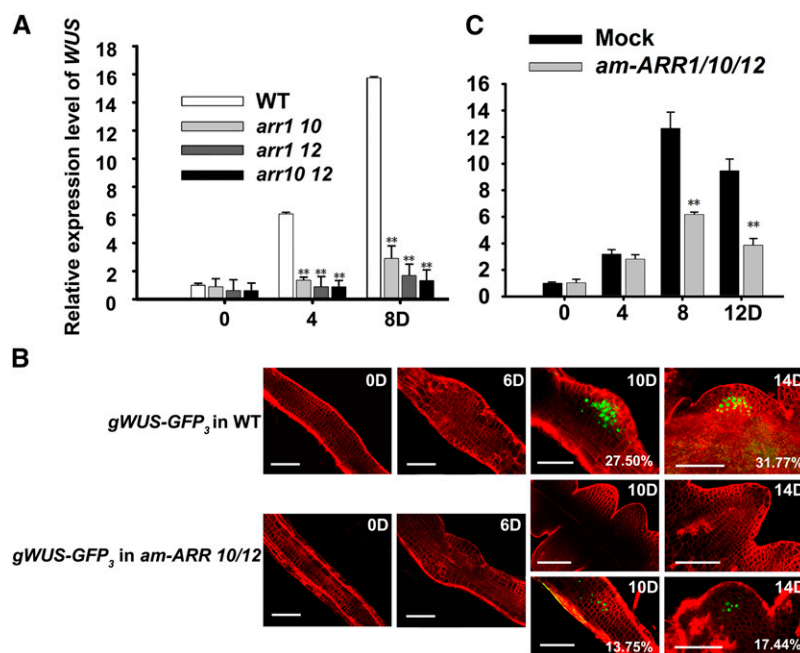 A
Relative expression level of WUS
18
16
14
12
10
8
6
4
2
0
WT
arr1 10
arr1 12
arr10 12
** ** **
** ** **
0 4 8D
C
Mock
am-ARR1/10/12
16
14
12
10
8
6
4
2
0
**
**
0 4 8 12D
B
gWUS-GFP3 in WT
0D 6D 10D 14D
27.50% 31.77%
gWUS-GFP3 in am-ARR 10/12
0D 6D 10D 14D
10D 14D
13.75% 17.44%